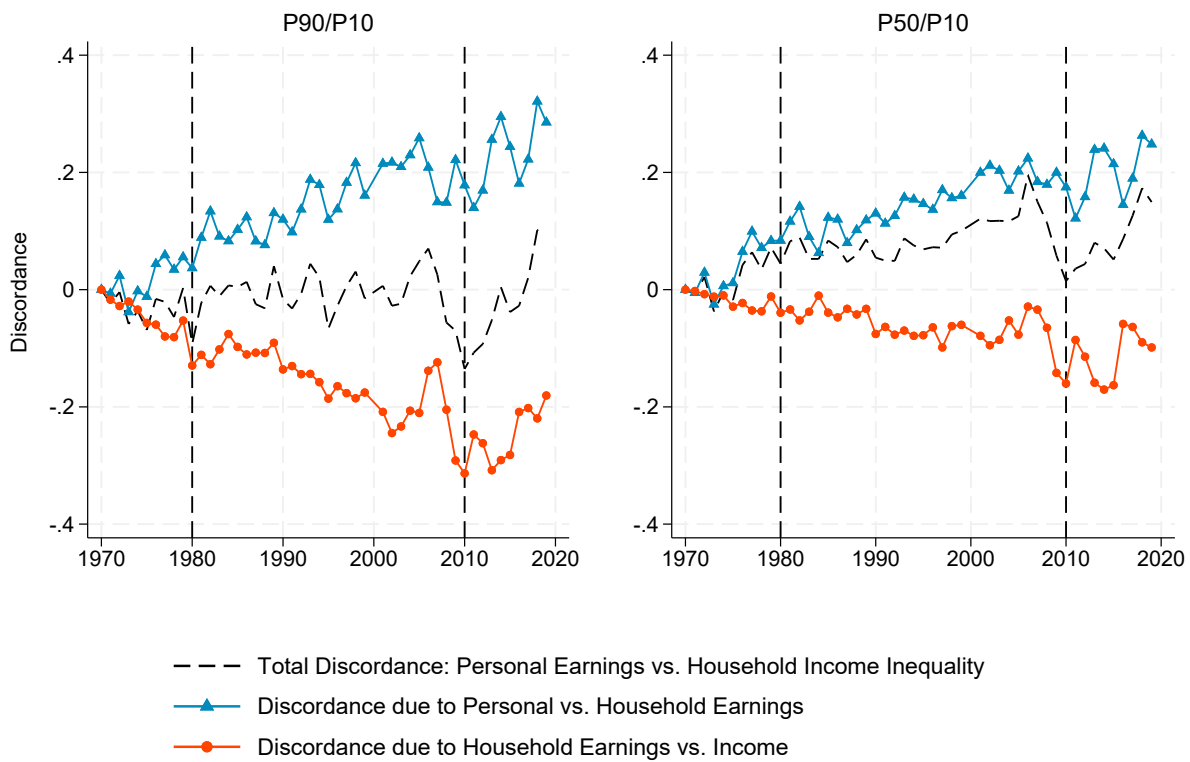 P90/P10
P50/P10
Discordance
.4
.2
0
-.2
-.4
1970 1980 1990 2000 2010 2020
.4
.2
0
-.2
-.4
1970 1980 1990 2000 2010 2020
Total Discordance: Personal Earnings vs. Household Income Inequality
Discordance due to Personal vs. Household Earnings
Discordance due to Household Earnings vs. Income